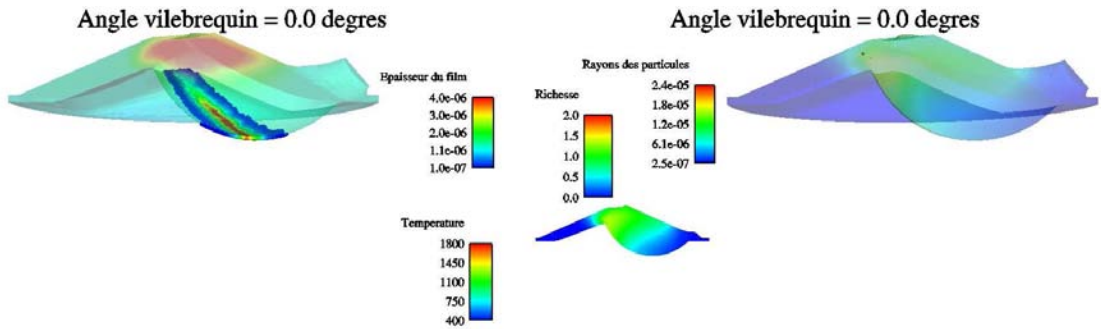 Angle vilebrequin = 0.0 degres
Angle vilebrequin = 0.0 degres
Epaisseur du film
4.0e-06
3.0e-06
2.0e-06
1.1e-06
1.0e-07
Richesse
2.0
1.5
1.0
0.5
0.0
Rayons des particules
2.4e-05
1.8e-05
1.2e-05
6.1e-06
2.5e-07
Temperature
1800
1450
1100
750
400